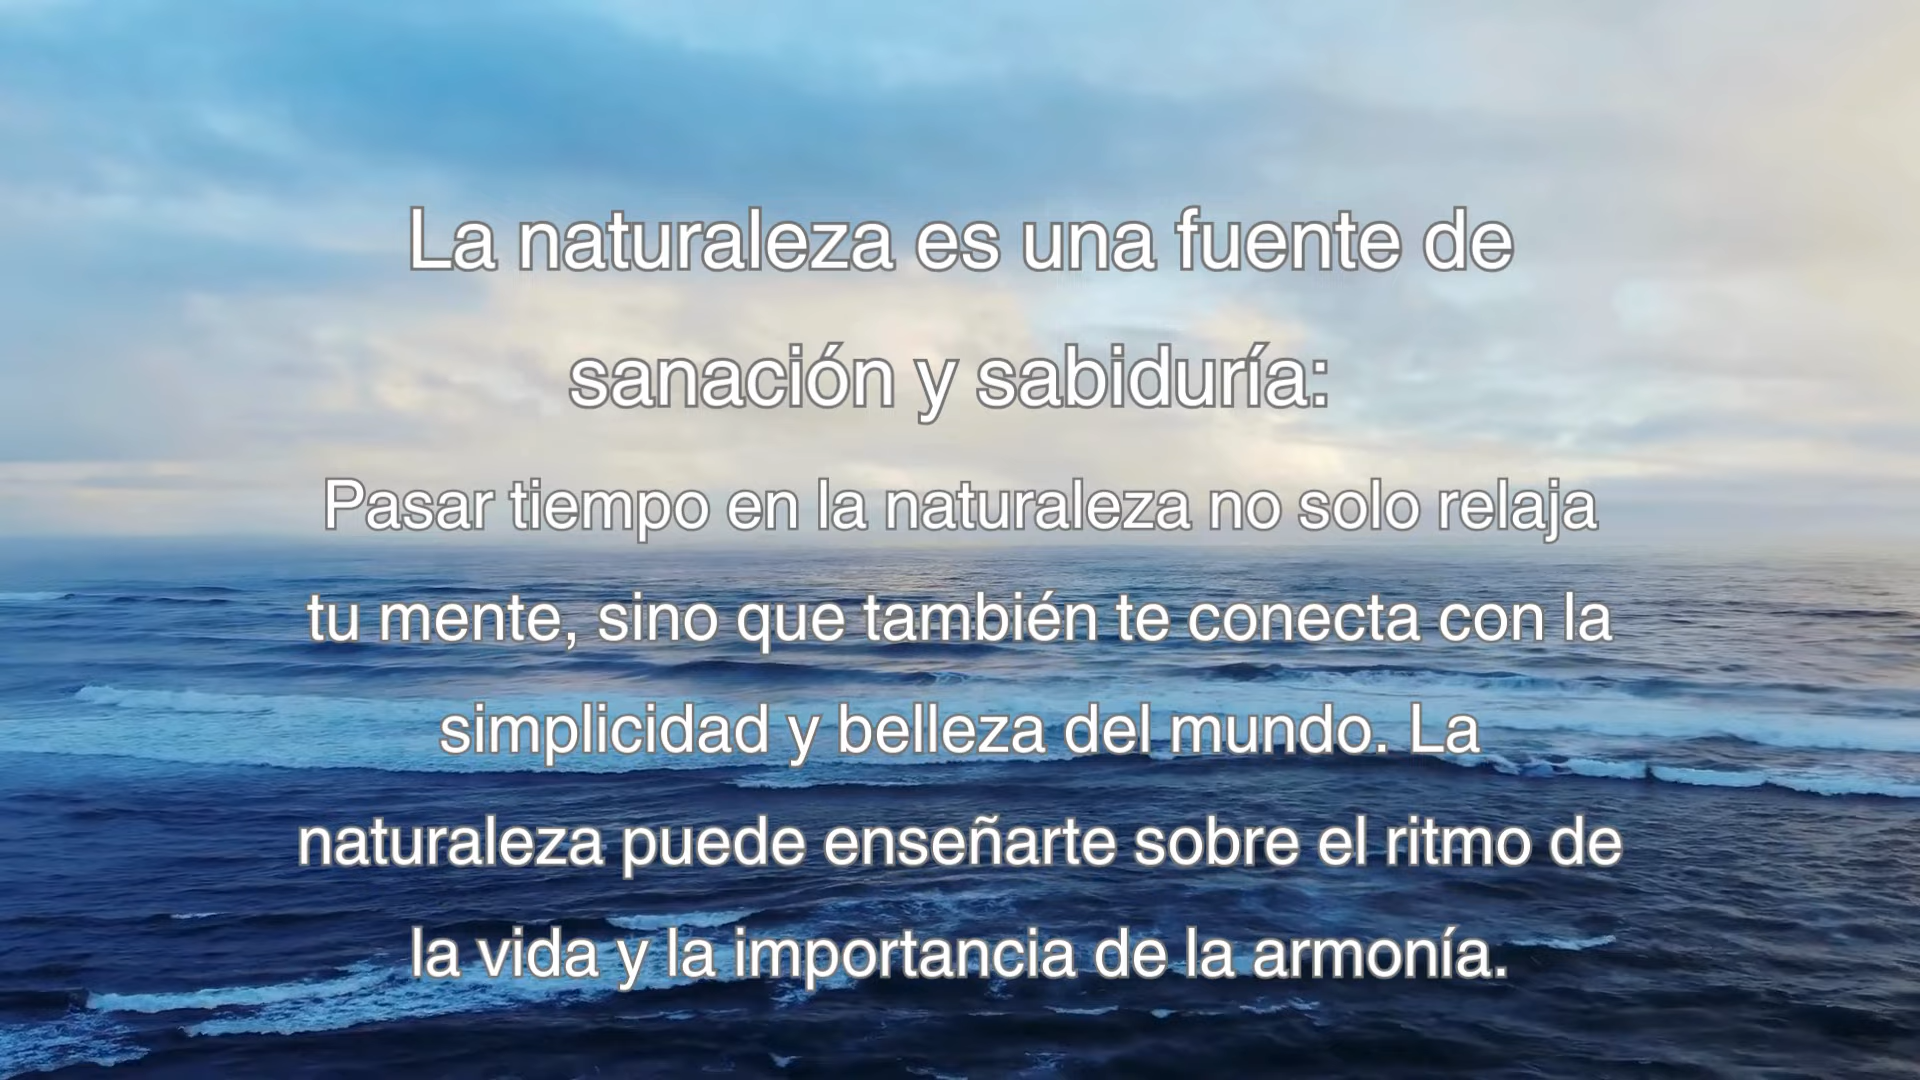 La naturaleza es una fuente de
sanación y sabiduría:
Pasar tiempo en la naturaleza no solo relaja
tu mente, sino que también te conecta con la
simplicidad y belleza del mundo. La
naturaleza puede enseñarte sobre el ritmo de
la vida y la importancia de la armonía.